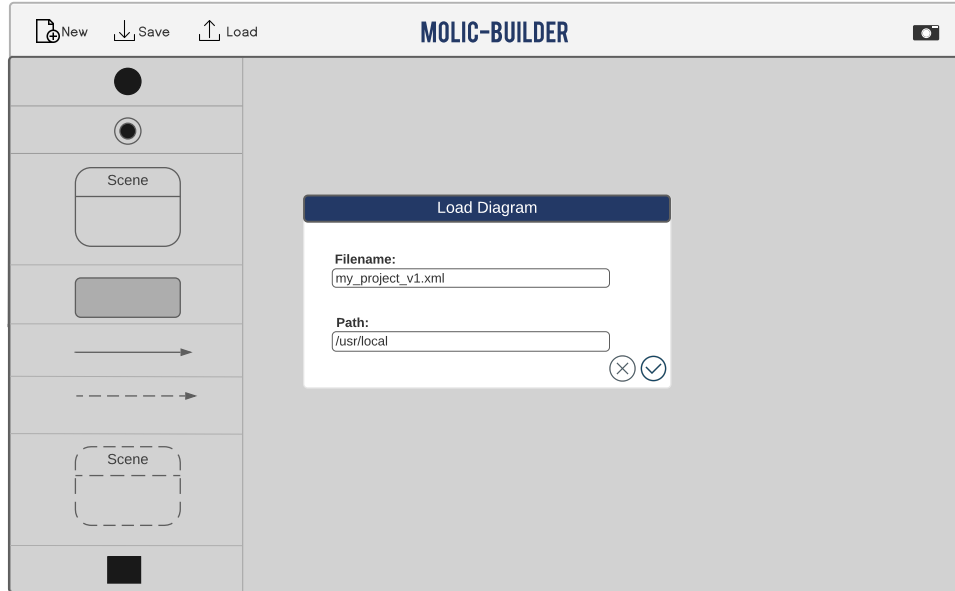 New
Save
Load
MOLIC-BUILDER
Scene
Load Diagram
Filename:
my_project_v1.xml
Path:
/usr/local
Scene